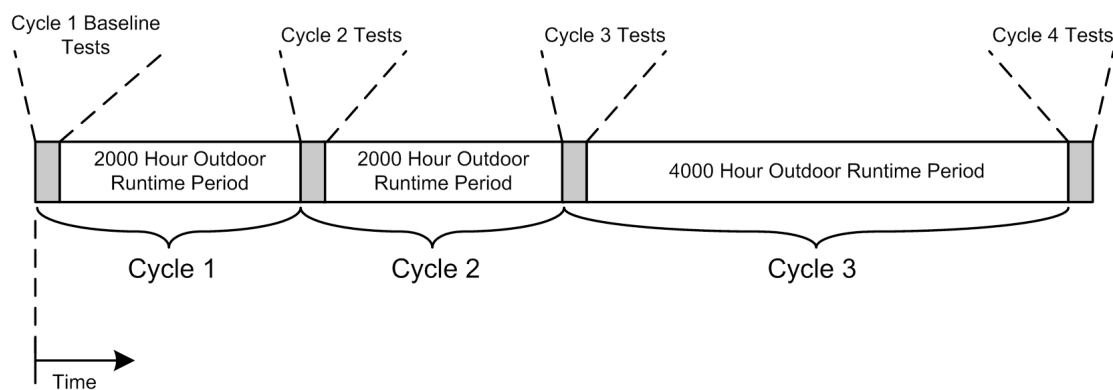 Cycle 1 Baseline
Tests
Cycle 2 Tests
Cycle 3 Tests
Cycle 4 Tests
2000 Hour Outdoor
Runtime Period
2000 Hour Outdoor
Runtime Period
4000 Hour Outdoor Runtime Period
Cycle 1
Cycle 2
Cycle 3
Time